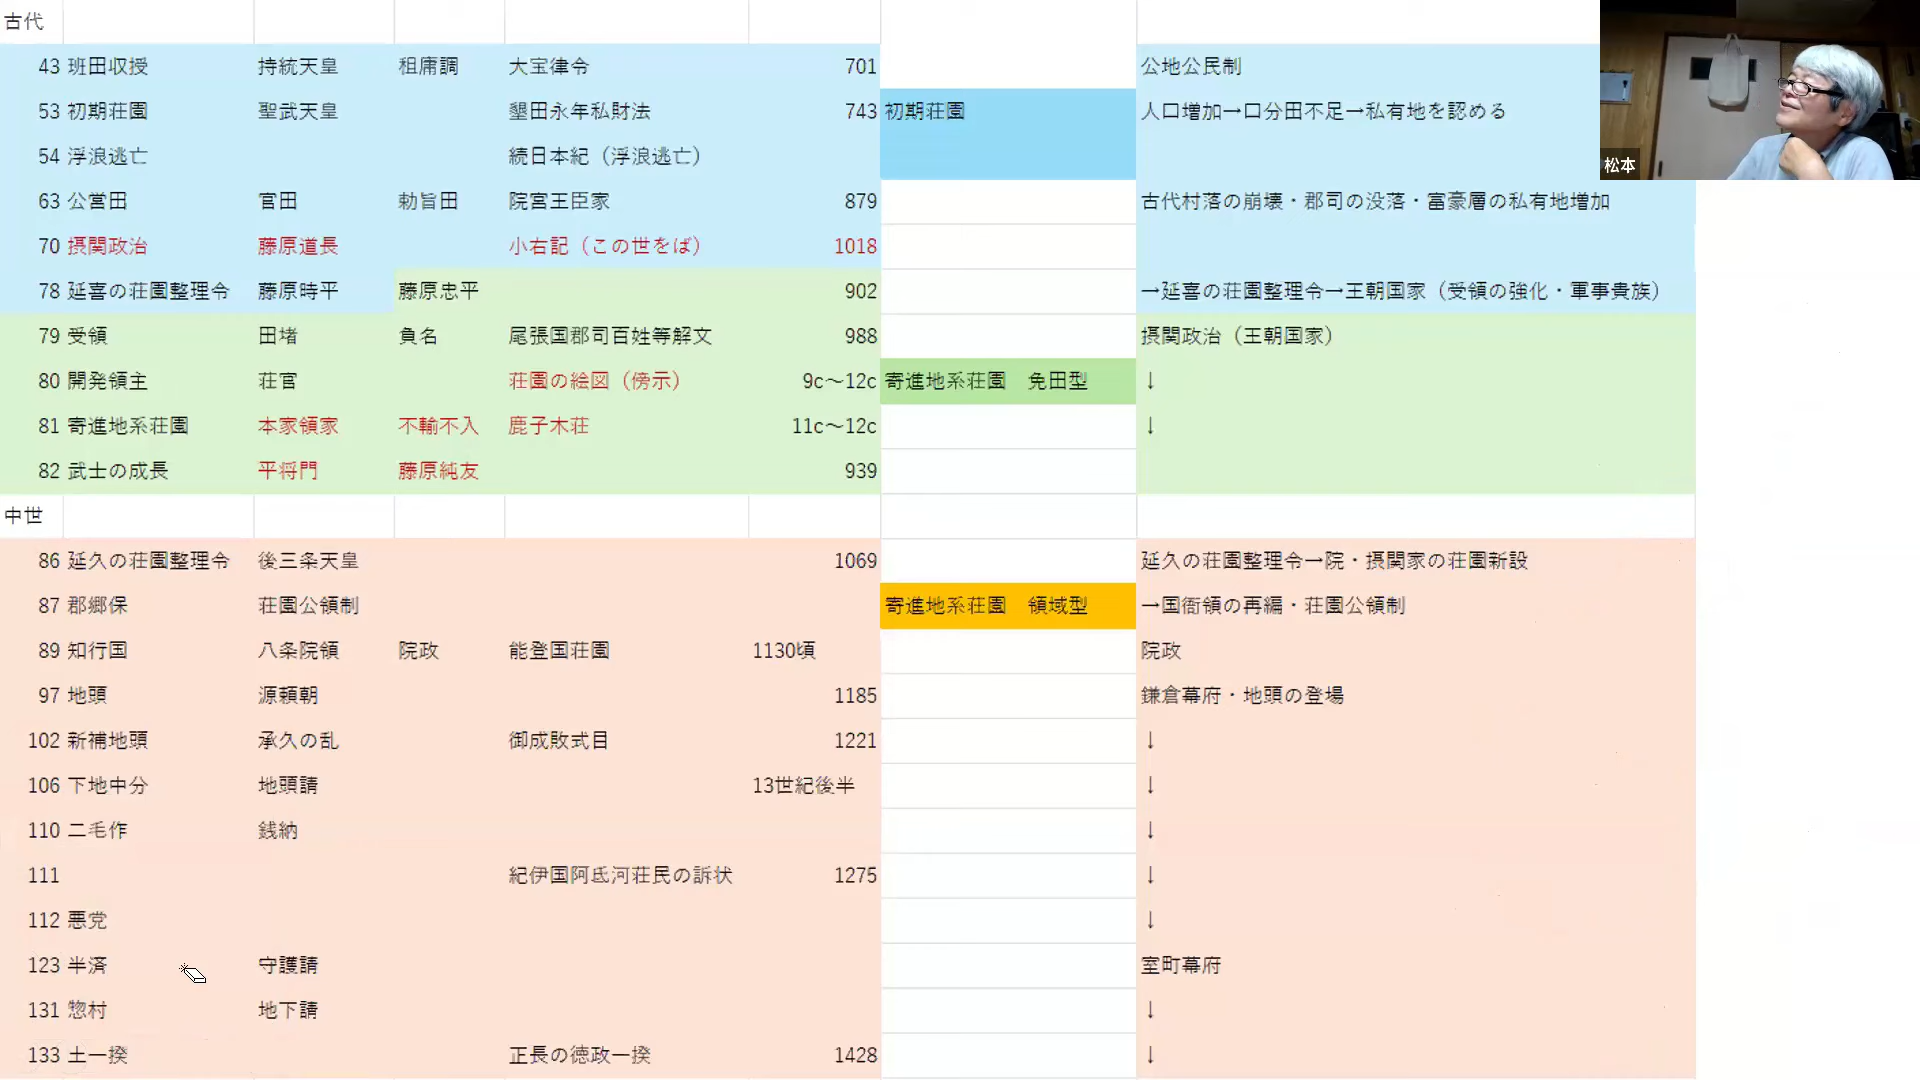 古代
43 班田収授 持統天皇 租庸調 大宝律令 701 公地公民制
53 初期荘園 聖武天皇 墾田永年私財法 743 初期荘園 人口増加→口分田不足→私有地を認める
54 浮浪逃亡 続日本紀（浮浪逃亡）
63 公営田 官田 勅旨田 院宮王臣家 879 古代村落の崩壊・郡司の没落・富豪層の私有地増加
70 摂関政治 藤原道長 小右記（この世をば） 1018
78 延喜の荘園整理令 藤原時平 藤原忠平 902 →延喜の荘園整理令→王朝国家（受領の強化・軍事貴族）
79 受領 田堵 負名 尾張国郡司百姓等解文 988 摂関政治（王朝国家）
80 開発領主 荘官 荘園の絵図（傍示） 9c～12c 寄進地系荘園　免田型 ↓
81 寄進地系荘園 本家領家 不輸不入 鹿子木荘 11c～12c ↓
82 武士の成長 平将門 藤原純友 939
中世
86 延久の荘園整理令 後三条天皇 1069 延久の荘園整理令→院・摂関家の荘園新設
87 郡郷保 荘園公領制 寄進地系荘園　領域型 →国衙領の再編・荘園公領制
89 知行国 八条院領 院政 能登国荘園 1130頃 院政
97 地頭 源頼朝 1185 鎌倉幕府・地頭の登場
102 新補地頭 承久の乱 御成敗式目 1221 ↓
106 下地中分 地頭請 13世紀後半 ↓
110 二毛作 銭納 ↓
111 紀伊国阿氐河荘民の訴状 1275 ↓
112 悪党 ↓
123 半済 守護請 室町幕府
131 惣村 地下請 ↓
133 土一揆 正長の徳政一揆 1428 ↓
松本